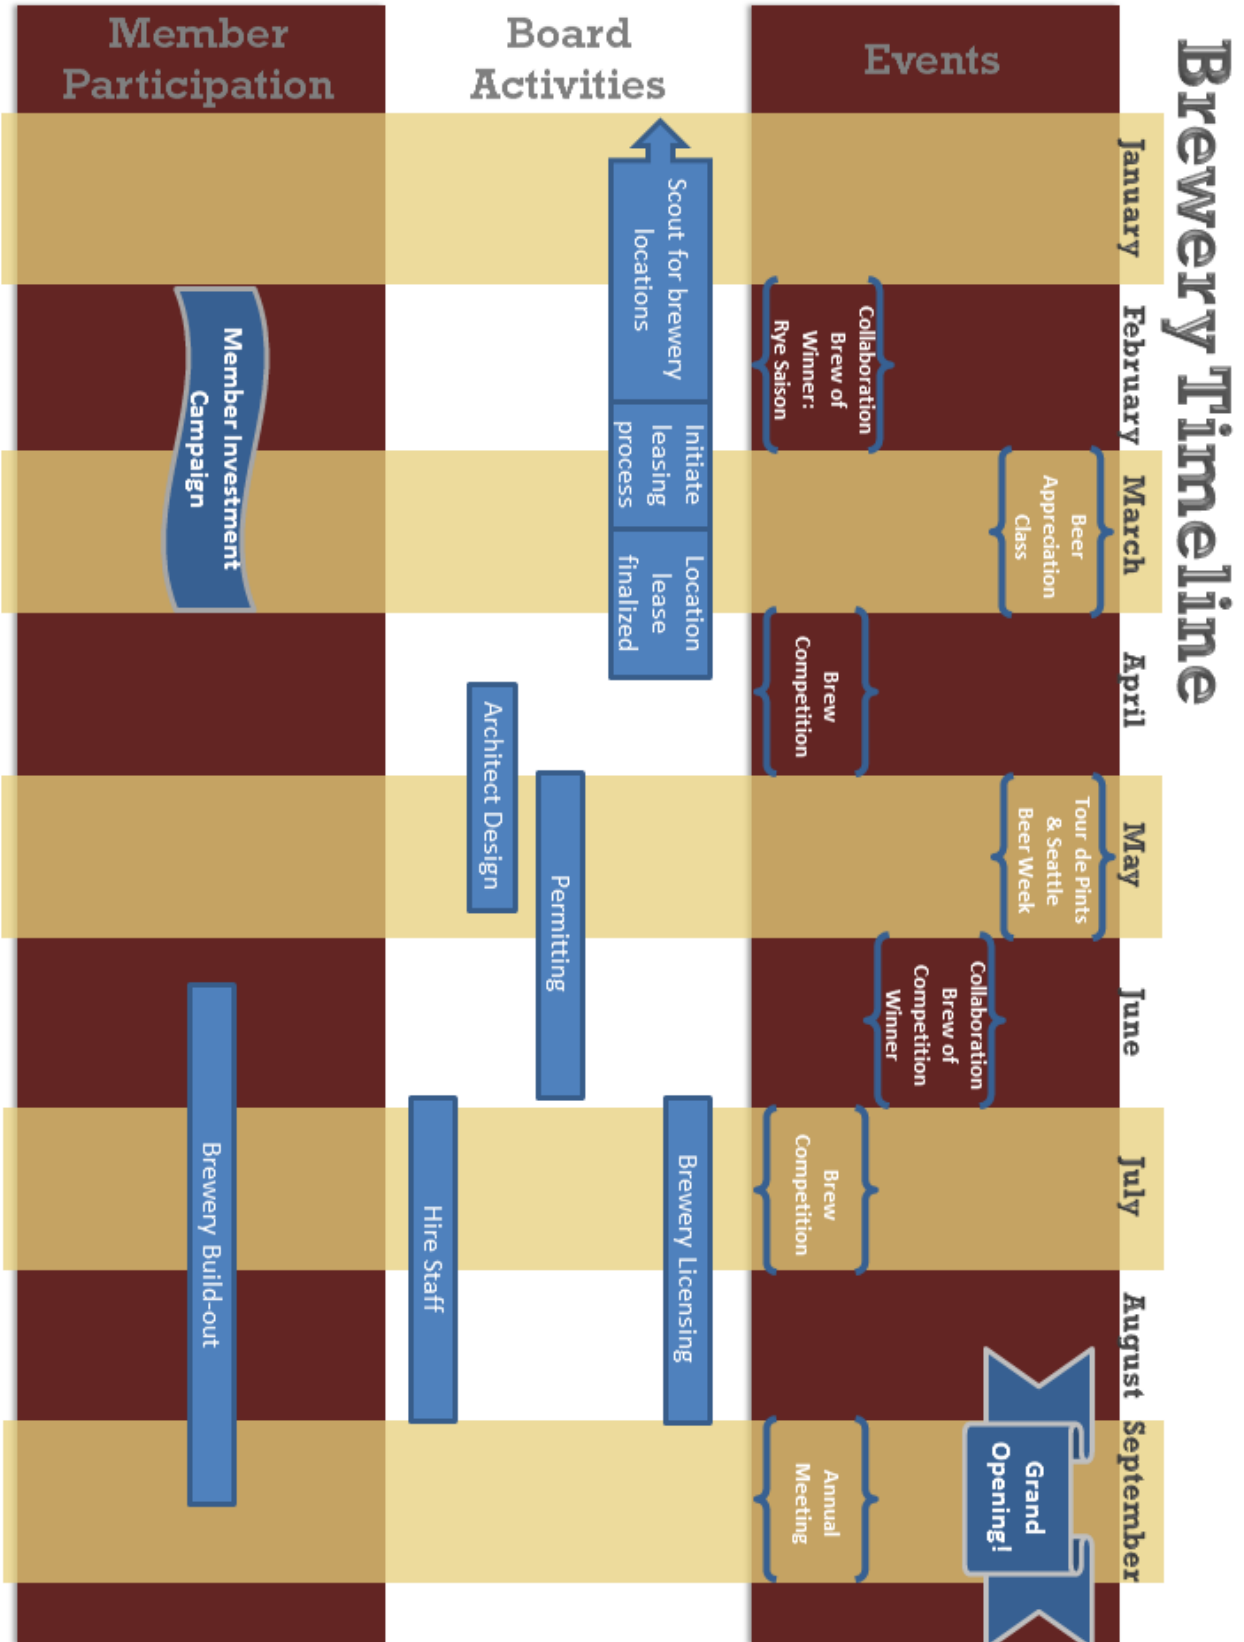 Brewery Timeline
January
February
March
April
May
June
July
August
September
Events
Collaboration
Brew of
Winner:
Rye Saison
Beer
Appreciation
Class
Brew
Competition
Tour de Pints
& Seattle
Beer Week
Collaboration
Brew of
Competition
Winner
Brew
Competition
Grand
Opening!
Annual
Meeting
Board
Activities
Scout for brewery
locations
Initiate
leasing
process
Location
lease
finalized
Architect Design
Permitting
Brewery Licensing
Hire Staff
Member
Participation
Member Investment
Campaign
Brewery Build-out